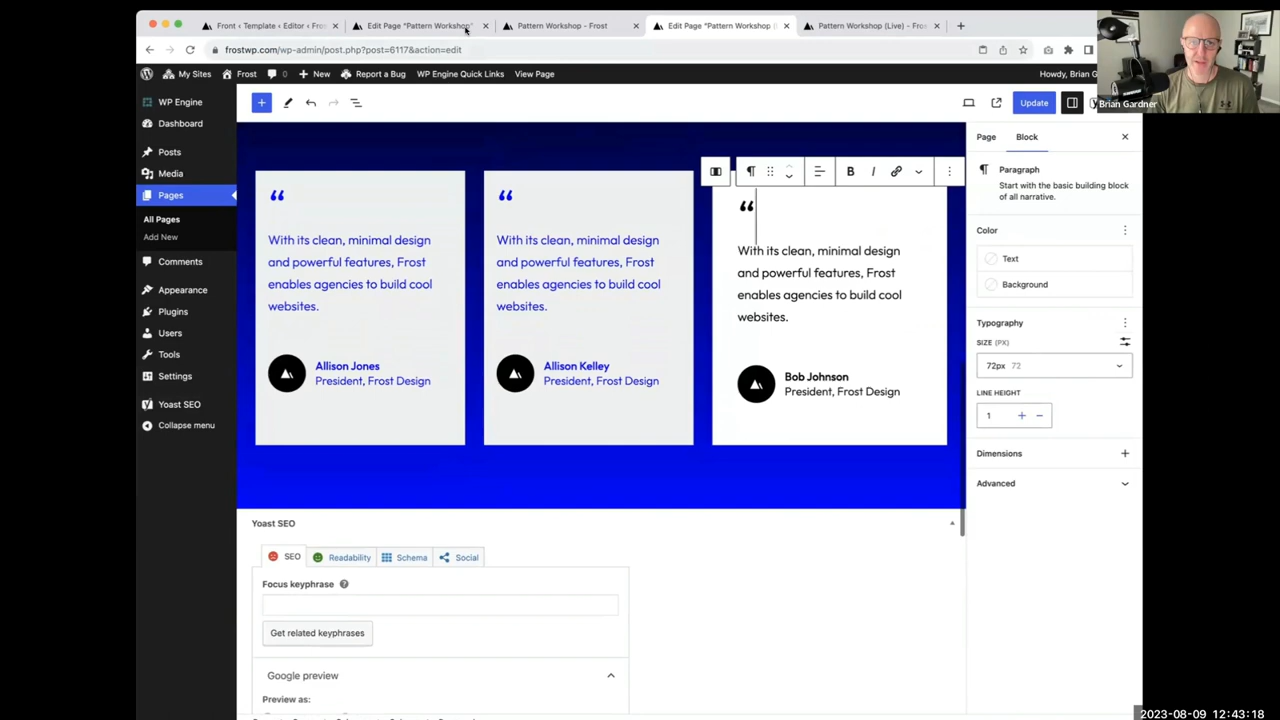 Front ‹ Template ‹ Editor ‹ Fros
Edit Page "Pattern Workshop"
Pattern Workshop - Frost
Edit Page "Pattern Workshop (
Pattern Workshop (Live) - Fros
frostwp.com/wp-admin/post.php?post=6117&action=edit
My Sites
Frost
0
New
Report a Bug
WP Engine Quick Links
View Page
Howdy, Brian G
Brian Gardner
WP Engine
Dashboard
Posts
Media
Pages
All Pages
Add New
Comments
Appearance
Plugins
Users
Tools
Settings
Yoast SEO
Collapse menu
Update
B
I
“
With its clean, minimal design
and powerful features, Frost
enables agencies to build cool
websites.
Allison Jones
President, Frost Design
“
With its clean, minimal design
and powerful features, Frost
enables agencies to build cool
websites.
Allison Kelley
President, Frost Design
“
With its clean, minimal design
and powerful features, Frost
enables agencies to build cool
websites.
Bob Johnson
President, Frost Design
Page
Block
Paragraph
Start with the basic building block
of all narrative.
Color
Text
Background
Typography
SIZE (PX)
72px 72
LINE HEIGHT
1
Dimensions
Advanced
Yoast SEO
SEO
Readability
Schema
Social
Focus keyphrase
Get related keyphrases
Google preview
Preview as:
2023-08-09 12:43:18